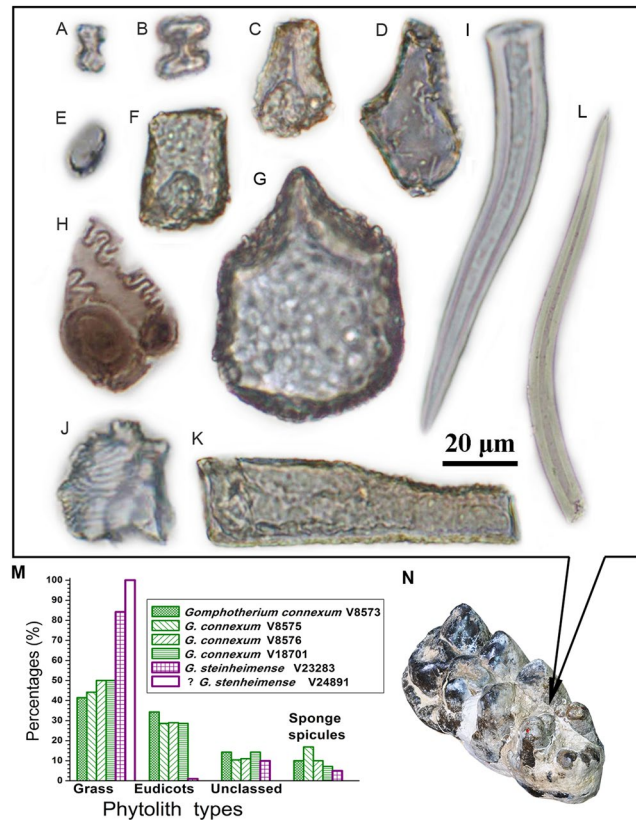 A
B
C
D
I
E
F
L
G
H
J
K
20 μm
M
N
100
90
80
70
60
50
40
30
20
10
0
Percentages (%)
Gomphotherium connexum V8573
G. connexum V8575
G. connexum V8576
G. connexum V18701
G. steinheimense V23283
? G. stenheimense V24891
Sponge
spicules
Grass
Eudicots
Unclassed
Phytolith types